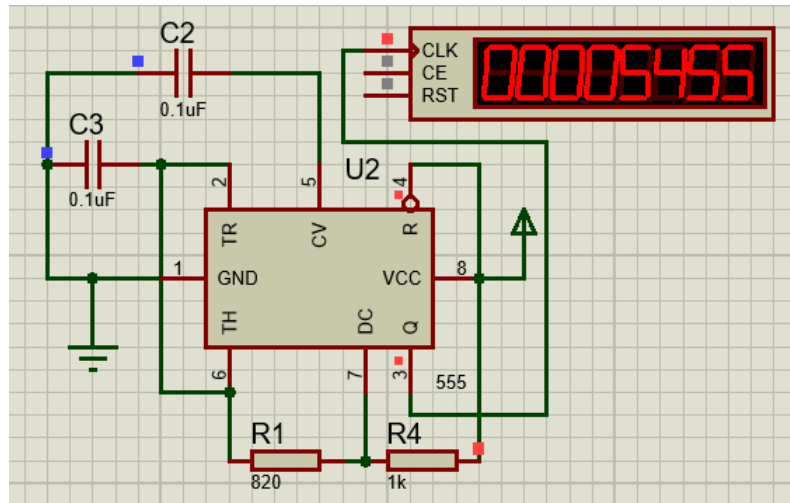 C2
0.1uF
CLK
CE
RST
00005455
C3
0.1uF
U2
2
5
4
TR
CV
R
1
GND
VCC
8
TH
DC
Q
6
7
3
555
R1
820
R4
1k